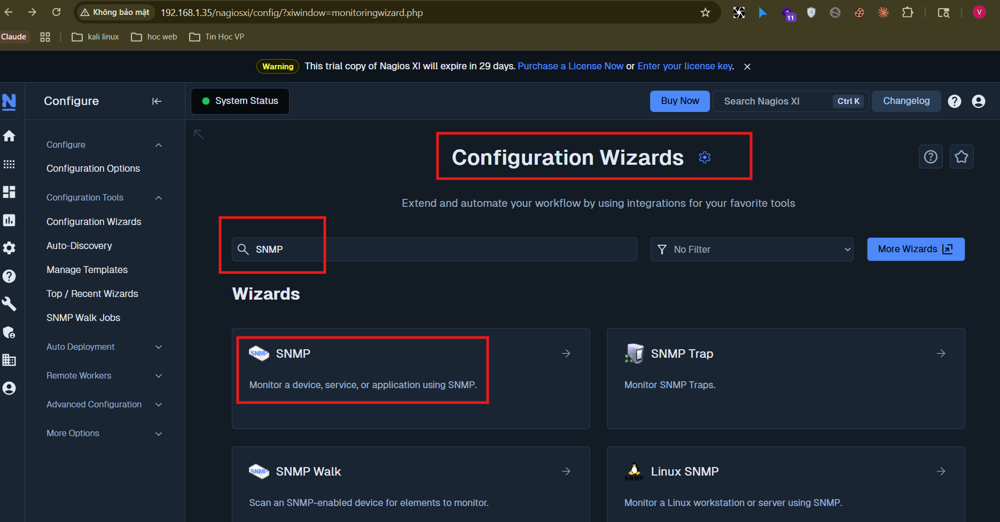 Không bảo mật
192.168.1.35/nagiosxi/config/?xiwindow=monitoringwizard.php
11
V
Claude
kali linux
hoc web
Tin Học VP
Warning
This trial copy of Nagios XI will expire in 29 days. Purchase a License Now or Enter your license key.
N
Configure
System Status
Buy Now
Search Nagios XI
Ctrl K
Changelog
Configure
Configuration Options
Configuration Tools
Configuration Wizards
Auto-Discovery
Manage Templates
Top / Recent Wizards
SNMP Walk Jobs
Auto Deployment
Remote Workers
Advanced Configuration
More Options
Configuration Wizards
Extend and automate your workflow by using integrations for your favorite tools
SNMP
No Filter
More Wizards
Wizards
SNMP
SNMP
Monitor a device, service, or application using SNMP.
SNMP Trap
Monitor SNMP Traps.
SNMP
SNMP Walk
Scan an SNMP-enabled device for elements to monitor.
SNMP
Linux SNMP
Monitor a Linux workstation or server using SNMP.